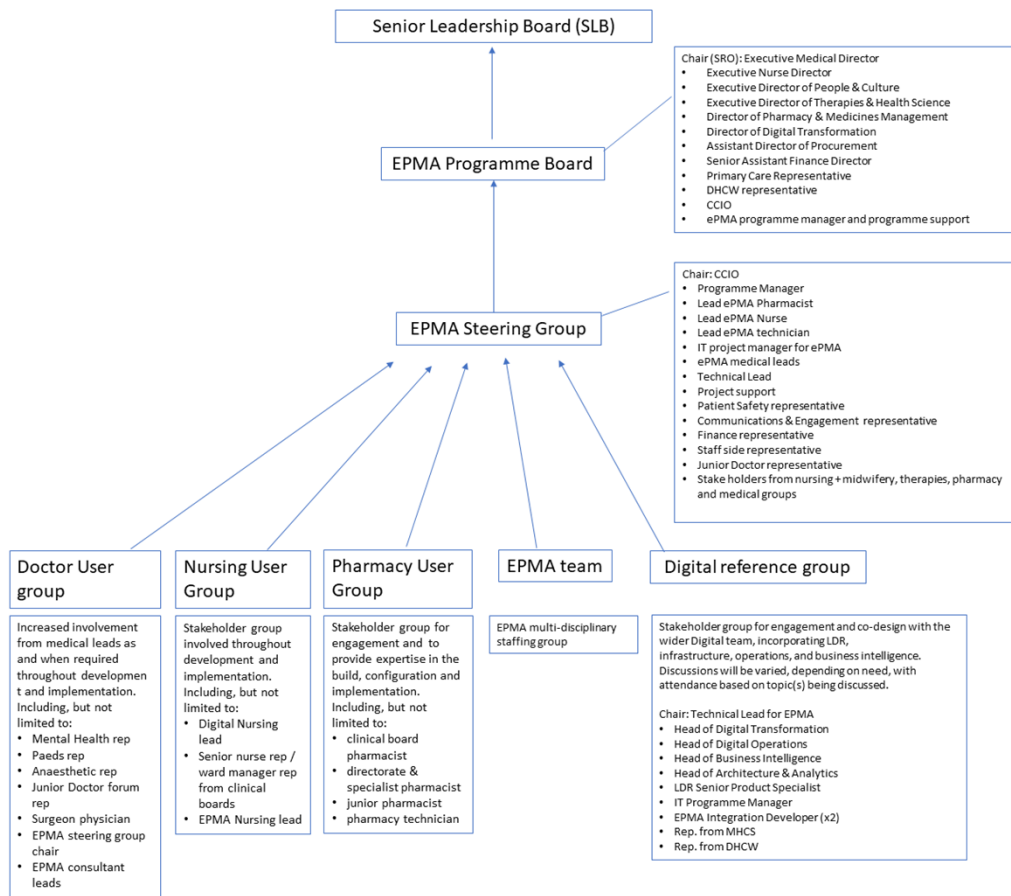 Senior Leadership Board (SLB)
Chair (SRO): Executive Medical Director
• Executive Nurse Director
• Executive Director of People & Culture
• Executive Director of Therapies & Health Science
• Director of Pharmacy & Medicines Management
• Director of Digital Transformation
• Assistant Director of Procurement
• Senior Assistant Finance Director
• Primary Care Representative
• DHCW representative
• CCIO
• ePMA programme manager and programme support
EPMA Programme Board
Chair: CCIO
• Programme Manager
• Lead ePMA Pharmacist
• Lead ePMA Nurse
• Lead ePMA technician
• IT project manager for ePMA
• ePMA medical leads
• Technical Lead
• Project support
• Patient Safety representative
• Communications & Engagement representative
• Finance representative
• Staff side representative
• Junior Doctor representative
• Stake holders from nursing + midwifery, therapies, pharmacy
and medical groups
EPMA Steering Group
Doctor User
group
Increased involvement
from medical leads as
and when required
throughout developmen
t and implementation.
Including, but not
limited to:
• Mental Health rep
• Paeds rep
• Anaesthetic rep
• Junior Doctor forum
rep
• Surgeon physician
• EPMA steering group
chair
• EPMA consultant
leads
Nursing User
Group
Stakeholder group
involved throughout
development and
implementation.
Including, but not
limited to:
• Digital Nursing
lead
• Senior nurse rep /
ward manager rep
from clinical
boards
• EPMA Nursing lead
Pharmacy User
Group
Stakeholder group for
engagement and to
provide expertise in the
build, configuration and
implementation.
Including, but not
limited to:
• clinical board
pharmacist
• directorate &
specialist pharmacist
• junior pharmacist
• pharmacy technician
EPMA team
EPMA multi-disciplinary
staffing group
Digital reference group
Stakeholder group for engagement and co-design with the
wider Digital team, incorporating LDR,
infrastructure, operations, and business intelligence.
Discussions will be varied, depending on need, with
attendance based on topic(s) being discussed.
Chair: Technical Lead for EPMA
• Head of Digital Transformation
• Head of Digital Operations
• Head of Business Intelligence
• Head of Architecture & Analytics
• LDR Senior Product Specialist
• IT Programme Manager
• EPMA Integration Developer (x2)
• Rep. from MHCS
• Rep. from DHCW